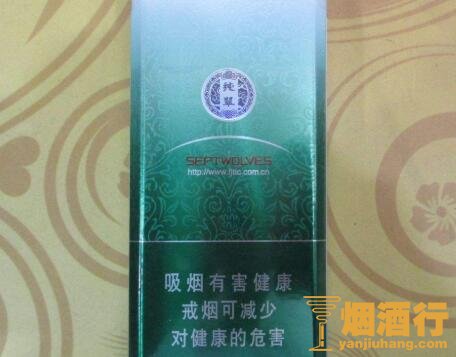 纯翠
SEPTWOLVES
http://www.fjtic.com.cn
吸烟有害健康
戒烟可减少
对健康的危害
烟酒行
yanjiuhang.com